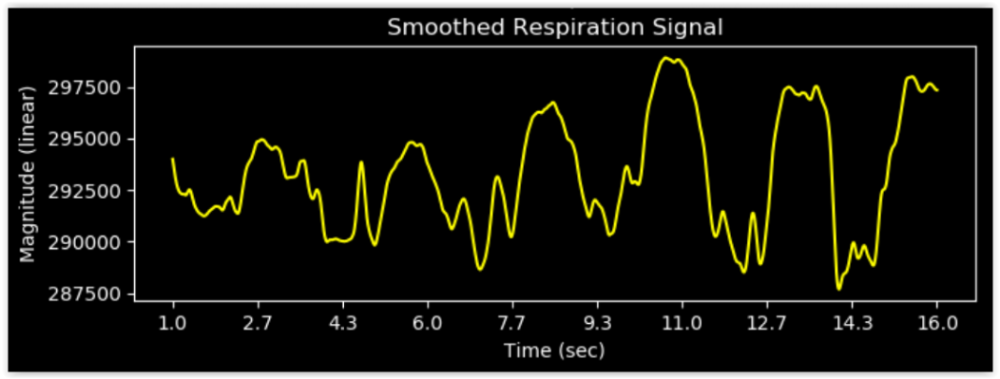 Smoothed Respiration Signal
Magnitude (linear)
297500
295000
292500
290000
287500
1.0 2.7 4.3 6.0 7.7 9.3 11.0 12.7 14.3 16.0
Time (sec)